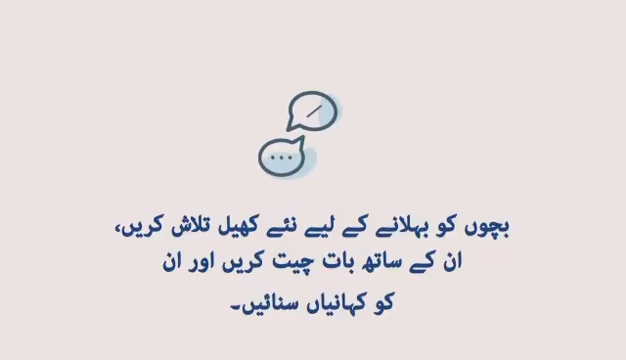 بچوں کو بہلانے کے لیے نئے کھیل تلاش کریں،
ان کے ساتھ بات چیت کریں اور ان
کو کہانیاں سنائیں۔